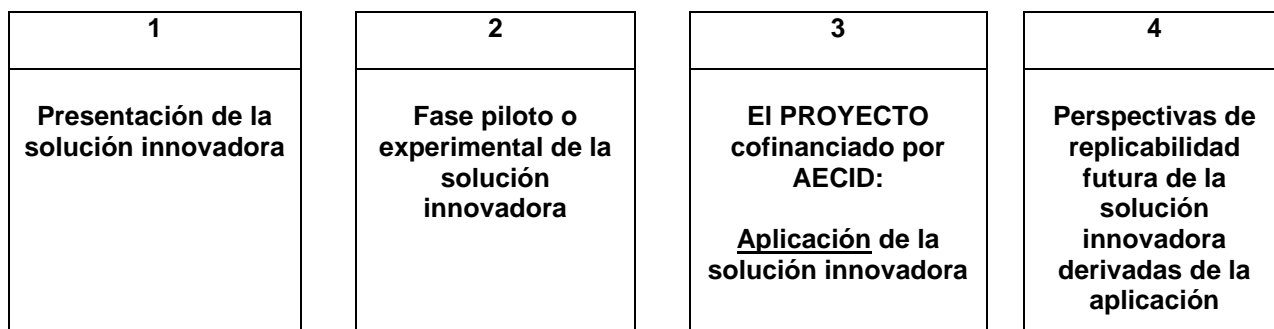 1
Presentación de la
solución innovadora
2
Fase piloto o
experimental de la
solución
innovadora
3
El PROYECTO
cofinanciado por
AECID:
Aplicación de la
solución innovadora
4
Perspectivas de
replicabilidad
futura de la
solución
innovadora
derivadas de la
aplicación